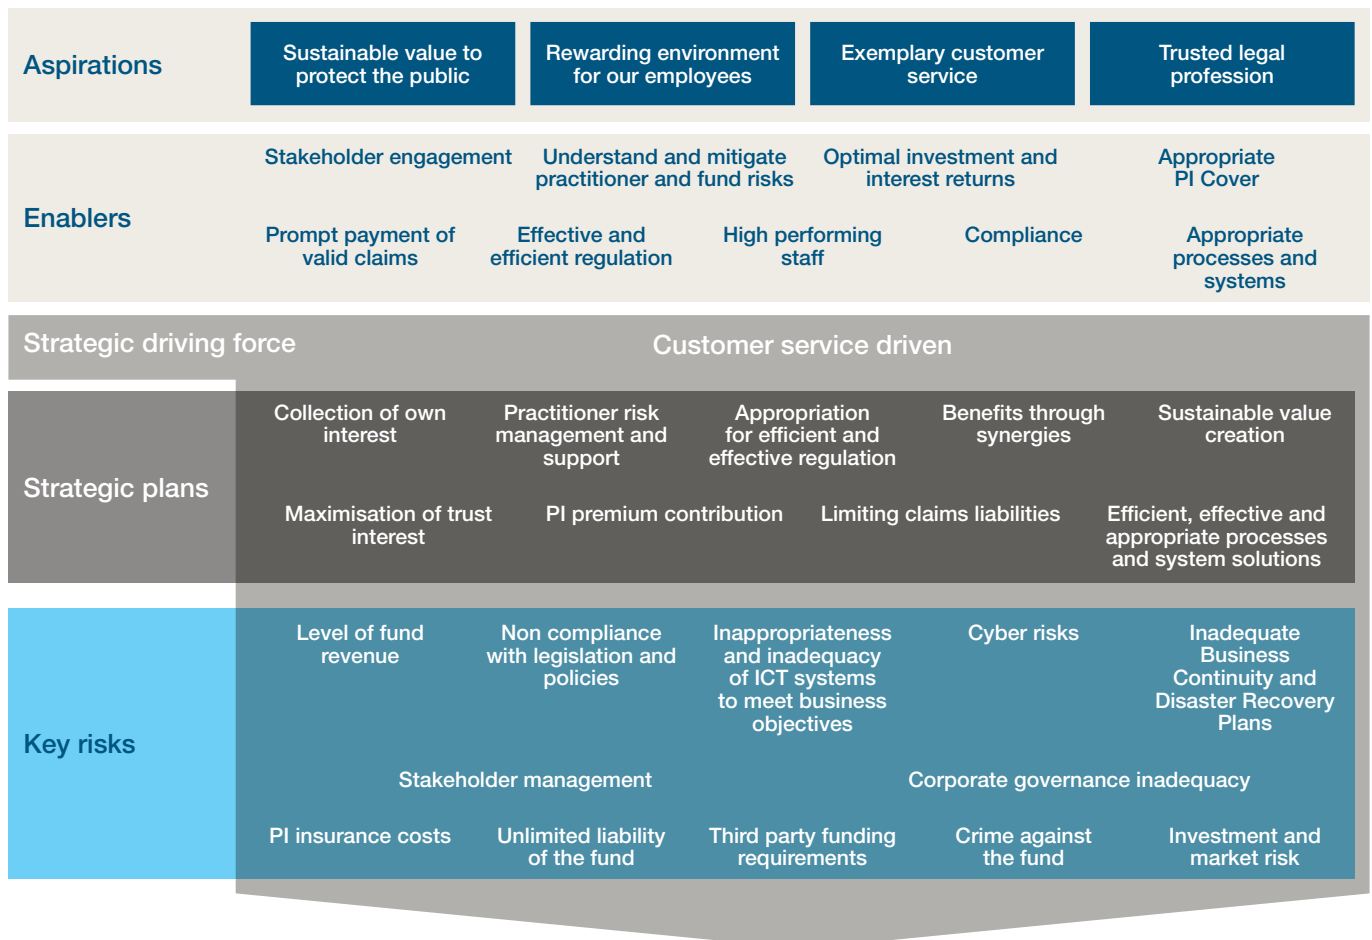 Aspirations
Sustainable value to
protect the public
Rewarding environment
for our employees
Exemplary customer
service
Trusted legal
profession
Enablers
Stakeholder engagement
Understand and mitigate
practitioner and fund risks
Optimal investment and
interest returns
Appropriate
PI Cover
Prompt payment of
valid claims
Effective and
efficient regulation
High performing
staff
Compliance
Appropriate
processes and
systems
Strategic driving force
Customer service driven
Strategic plans
Collection of own
interest
Practitioner risk
management and
support
Appropriation
for efficient and
effective regulation
Benefits through
synergies
Sustainable value
creation
Maximisation of trust
interest
PI premium contribution
Limiting claims liabilities
Efficient, effective and
appropriate processes
and system solutions
Key risks
Level of fund
revenue
Non compliance
with legislation and
policies
Inappropriateness
and inadequacy
of ICT systems
to meet business
objectives
Cyber risks
Inadequate
Business
Continuity and
Disaster Recovery
Plans
Stakeholder management
Corporate governance inadequacy
PI insurance costs
Unlimited liability
of the fund
Third party funding
requirements
Crime against
the fund
Investment and
market risk